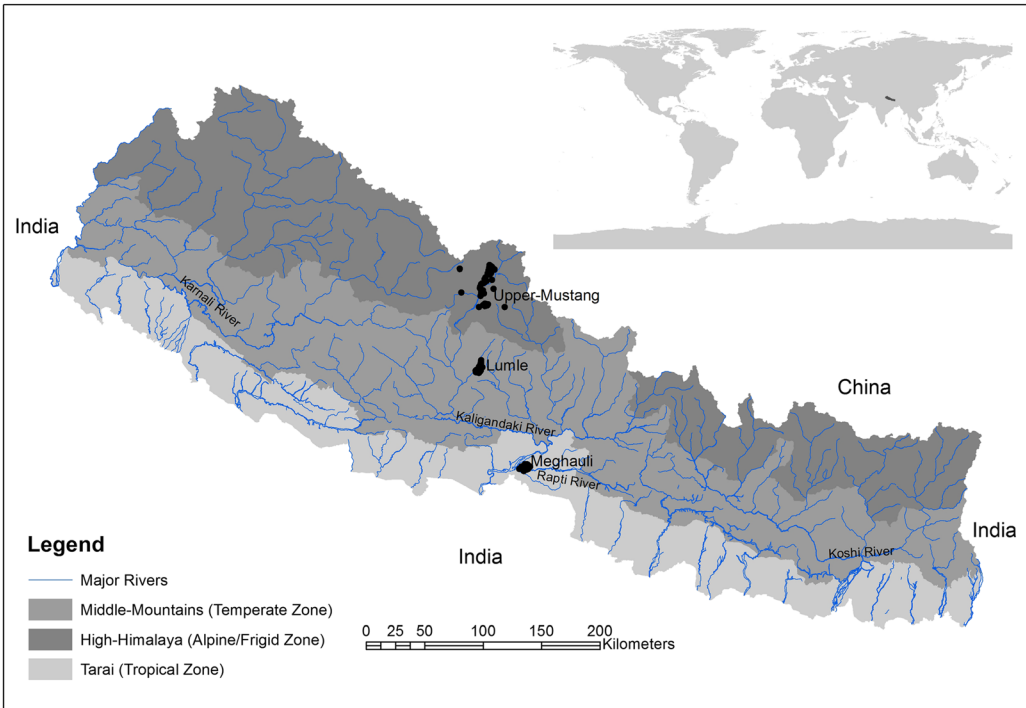 India
Karnali River
Upper-Mustang
Lumle
China
Kaligandaki River
Meghauli
Rapti River
India
India
Koshi River
Legend
Major Rivers
Middle-Mountains (Temperate Zone)
High-Himalaya (Alpine/Frigid Zone)
Tarai (Tropical Zone)
0 25 50 100 150 200
Kilometers